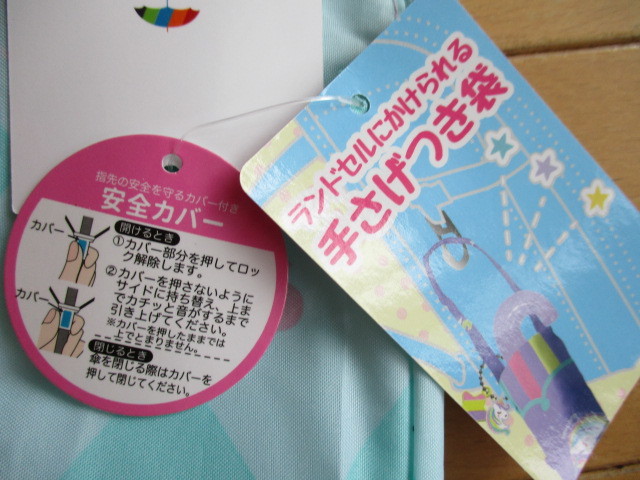 指先の安全を守るカバー付き
安全カバー
開けるとき
カバー
①カバー部分を押してロッ
ク解除します。
②カバーを押さないように
サイドに持ち替え、上ま
でカチッと音がするまで
引き上げてください。
※カバーを押したままでは
上でとまりません。
カバー
閉じるとき
傘を閉じる際はカバーを
押して閉じてください。
ランドセルにかけられる
手さげつき袋